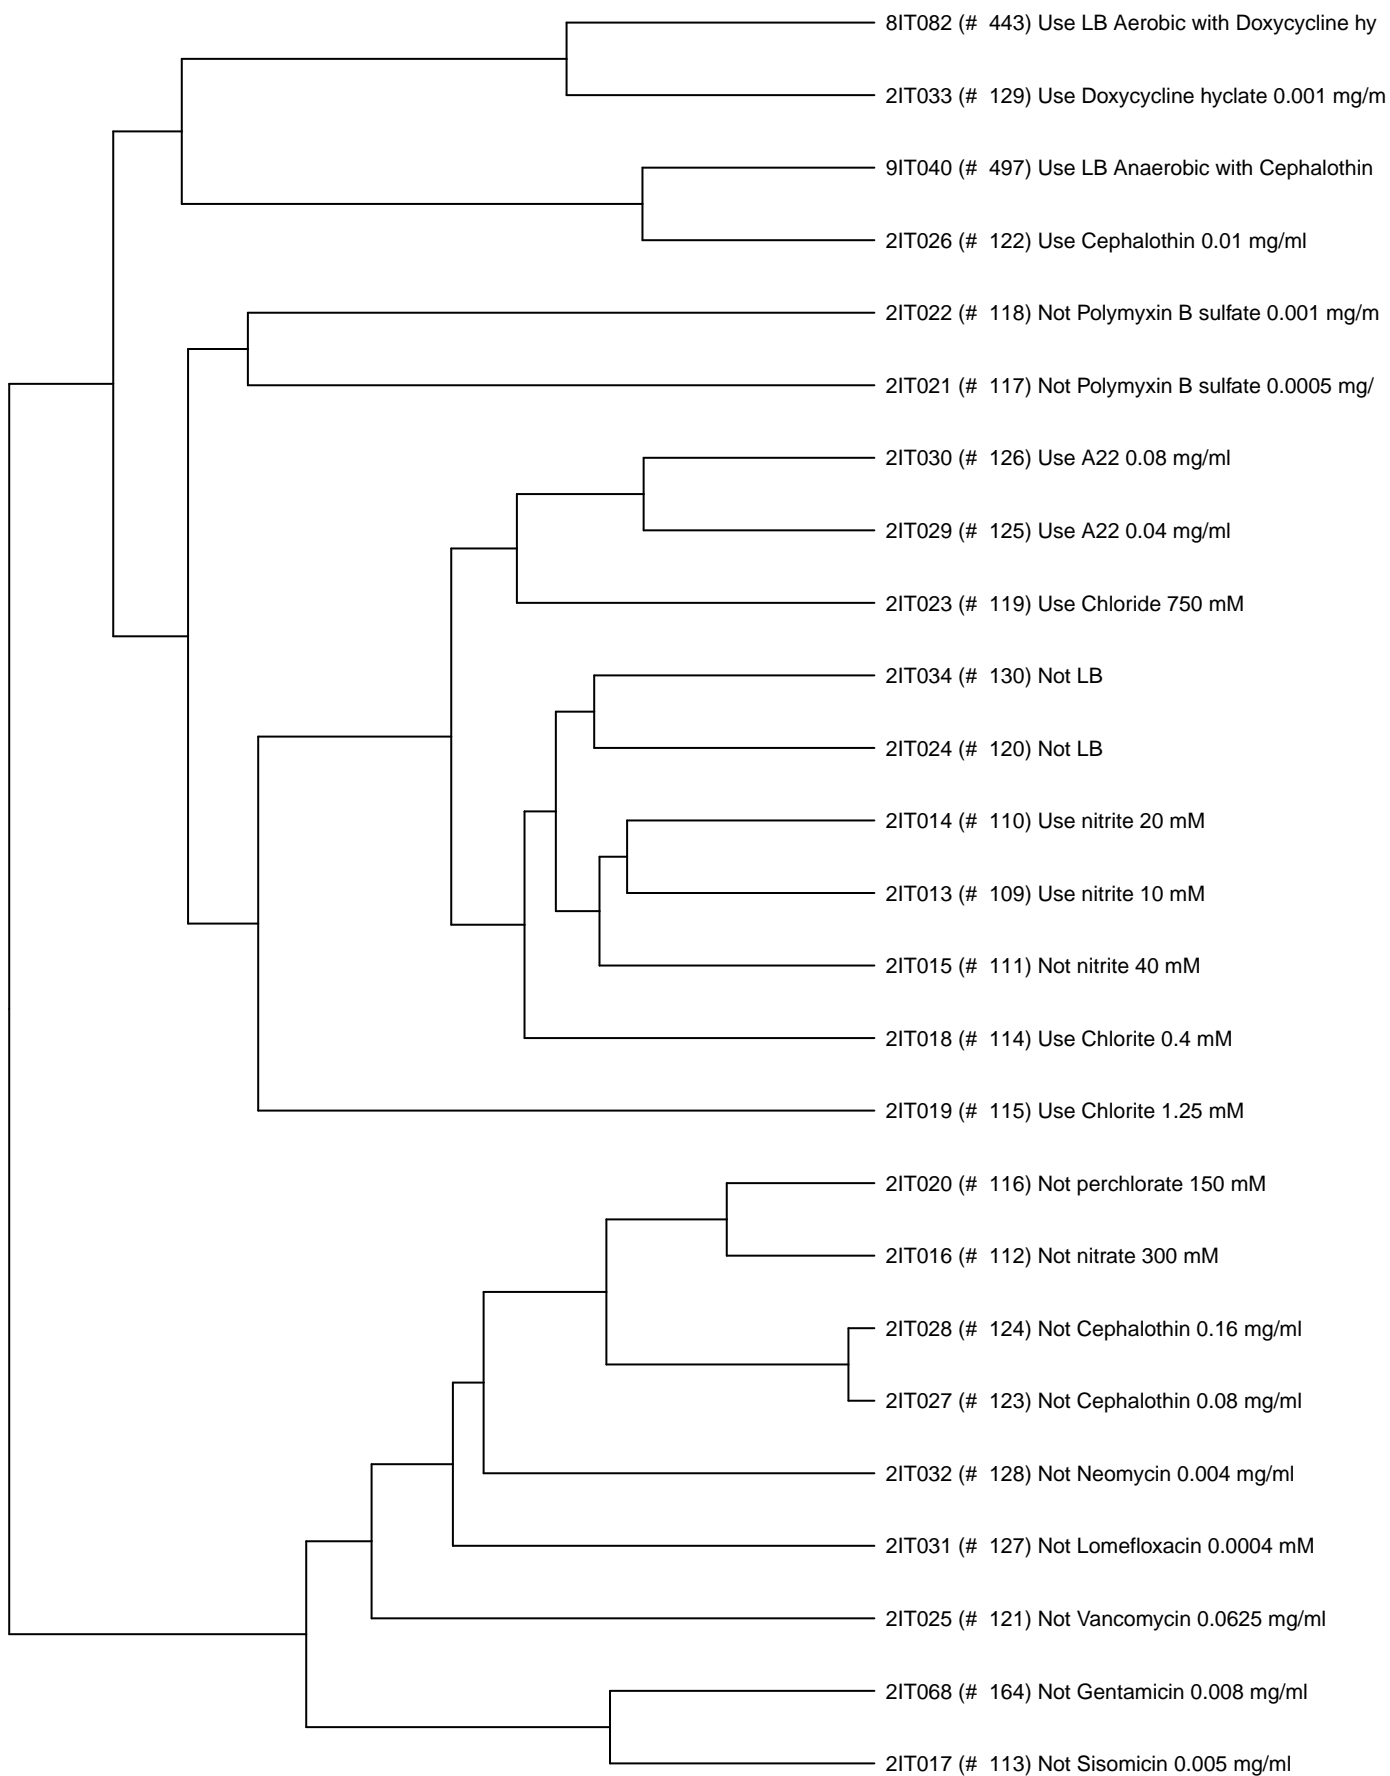 8IT082 (#  443) Use LB Aerobic with Doxycycline hy
2IT033 (#  129) Use Doxycycline hyclate 0.001 mg/m
9IT040 (#  497) Use LB Anaerobic with Cephalothin
2IT026 (#  122) Use Cephalothin 0.01 mg/ml
2IT022 (#  118) Not Polymyxin B sulfate 0.001 mg/m
2IT021 (#  117) Not Polymyxin B sulfate 0.0005 mg/
2IT030 (#  126) Use A22 0.08 mg/ml
2IT029 (#  125) Use A22 0.04 mg/ml
2IT023 (#  119) Use Chloride 750 mM
2IT034 (#  130) Not LB
2IT024 (#  120) Not LB
2IT014 (#  110) Use nitrite 20 mM
2IT013 (#  109) Use nitrite 10 mM
2IT015 (#  111) Not nitrite 40 mM
2IT018 (#  114) Use Chlorite 0.4 mM
2IT019 (#  115) Use Chlorite 1.25 mM
2IT020 (#  116) Not perchlorate 150 mM
2IT016 (#  112) Not nitrate 300 mM
2IT028 (#  124) Not Cephalothin 0.16 mg/ml
2IT027 (#  123) Not Cephalothin 0.08 mg/ml
2IT032 (#  128) Not Neomycin 0.004 mg/ml
2IT031 (#  127) Not Lomefloxacin 0.0004 mM
2IT025 (#  121) Not Vancomycin 0.0625 mg/ml
2IT068 (#  164) Not Gentamicin 0.008 mg/ml
2IT017 (#  113) Not Sisomicin 0.005 mg/ml